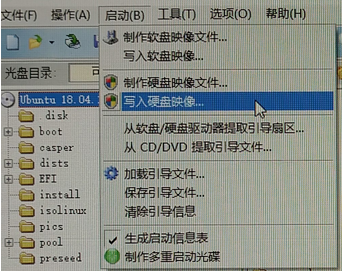 文件(F) 操作(A) 启动(B) 工具(T) 选项(O) 帮助(H)
制作软盘映像文件...
写入软盘映像...
制作硬盘映像文件...
写入硬盘映像...
从软盘/硬盘驱动器提取引导扇区...
从 CD/DVD 提取引导文件...
加载引导文件...
保存引导文件...
清除引导信息
生成启动信息表
制作多重启动光碟
光盘目录:
Ubuntu 18.04.
.disk
boot
casper
dists
EFI
install
isolinux
pics
pool
preseed